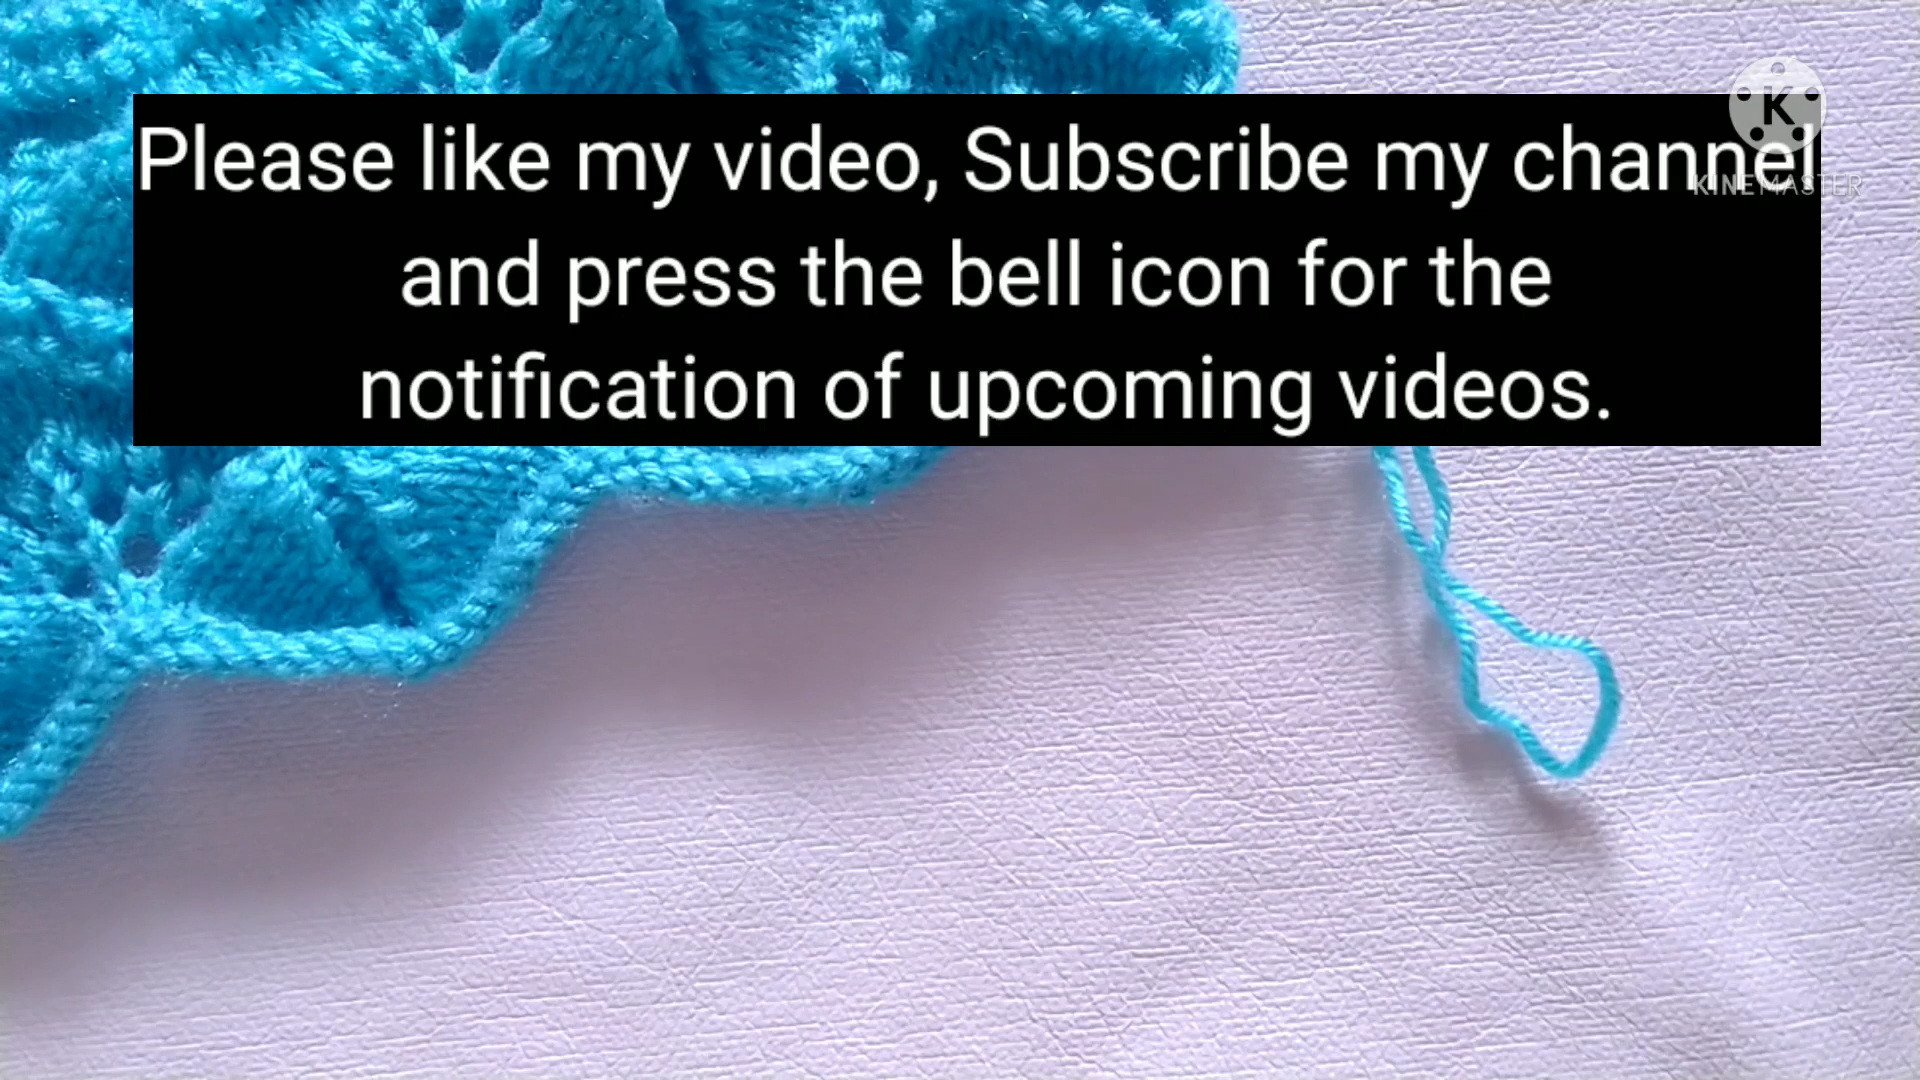 Please like my video, Subscribe my channel
and press the bell icon for the
notification of upcoming videos.
K
KINEMASTER